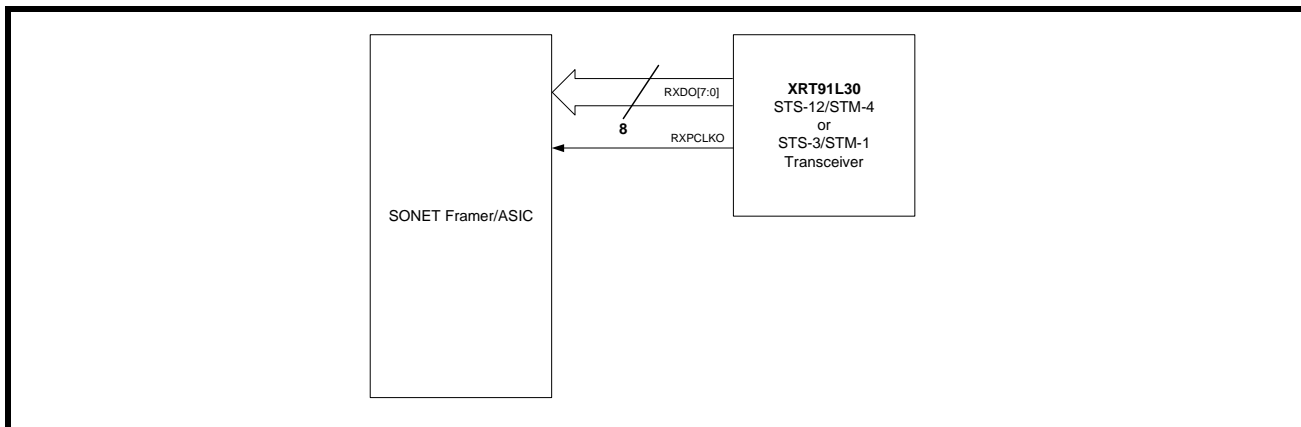 RXDO[7:0]
8
RXPCLKO
XRT91L30
STS-12/STM-4
or
STS-3/STM-1
Transceiver
SONET Framer/ASIC